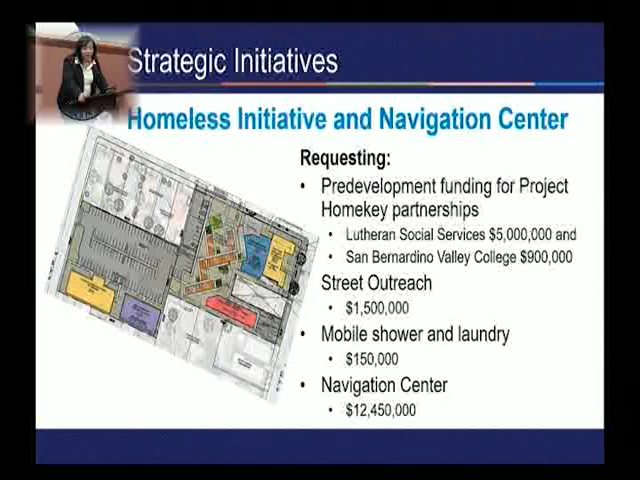 Strategic Initiatives
Homeless Initiative and Navigation Center
Requesting:
• Predevelopment funding for Project
Homekey partnerships
• Lutheran Social Services $5,000,000 and
• San Bernardino Valley College $900,000
Street Outreach
• $1,500,000
• Mobile shower and laundry
• $150,000
• Navigation Center
• $12,450,000